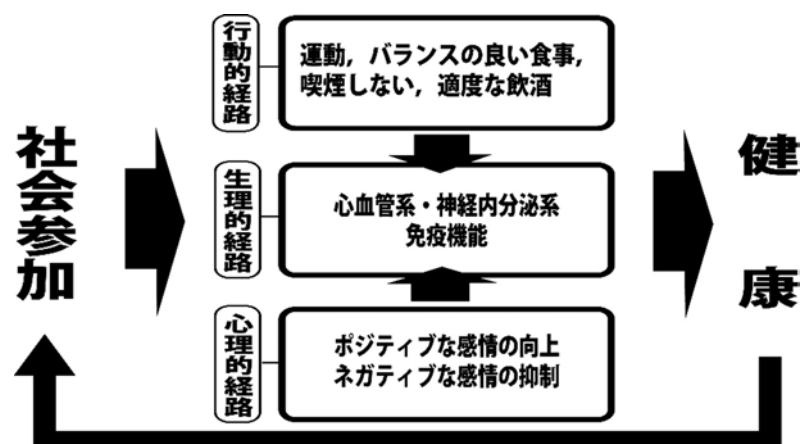 社会参加
行動的経路
運動，バランスの良い食事，
喫煙しない，適度な飲酒
生理的経路
心血管系・神経内分泌系
免疫機能
心理的経路
ポジティブな感情の向上
ネガティブな感情の抑制
健康